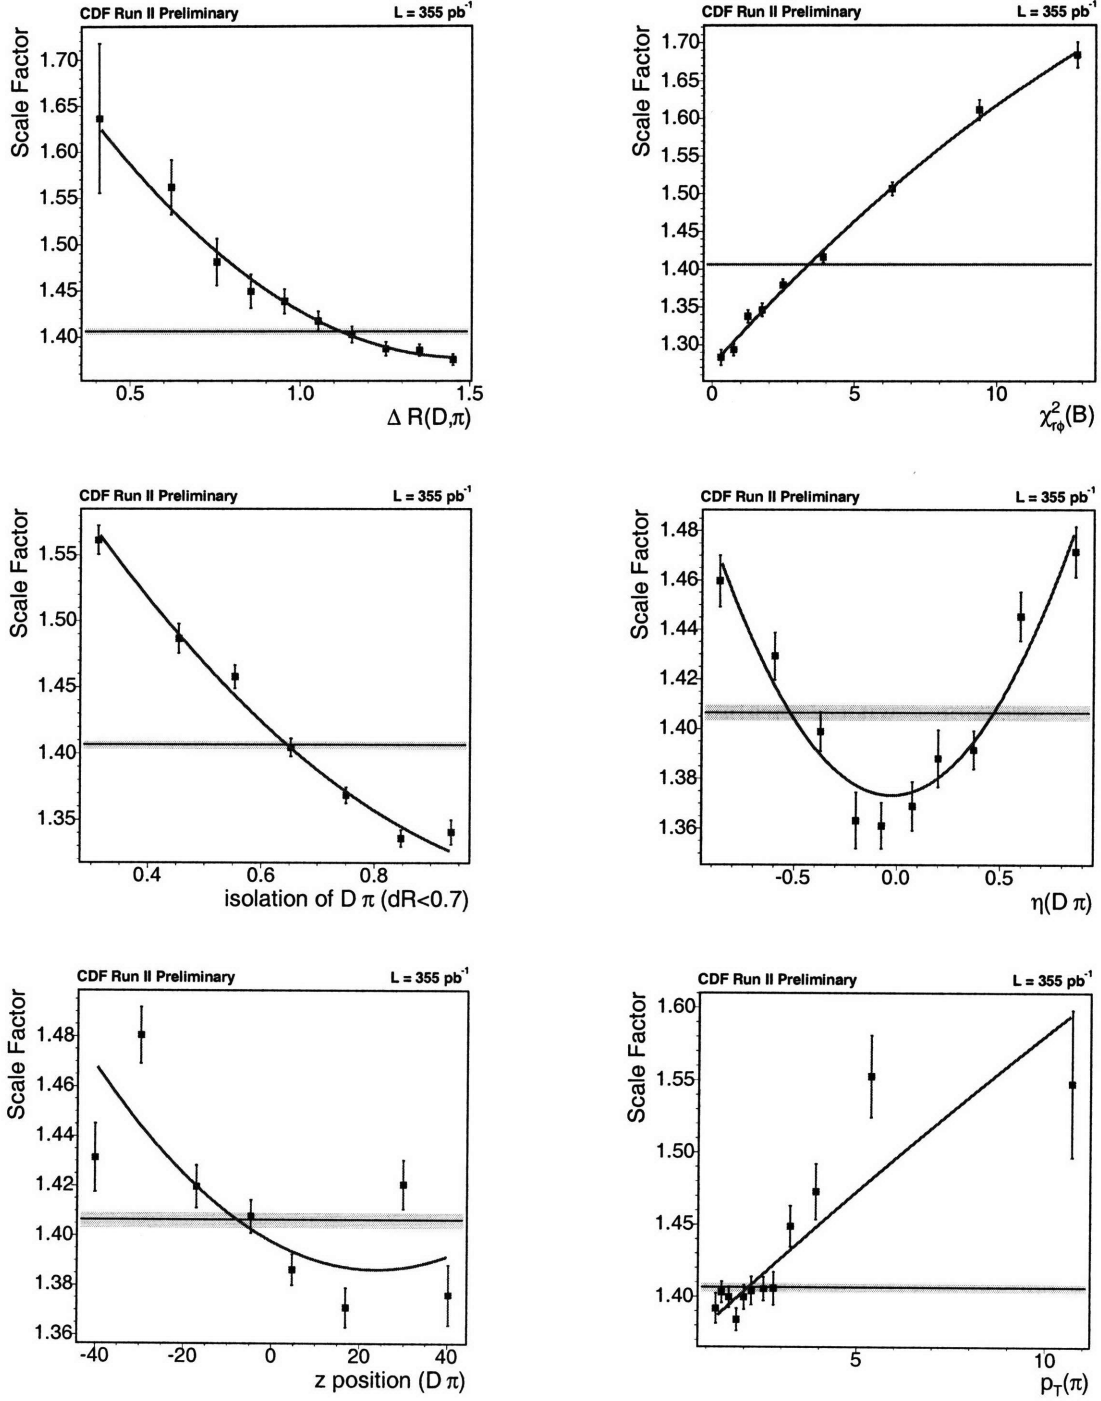 CDF Run II Preliminary L = 355 pb⁻¹
Scale Factor
1.70
1.65
1.60
1.55
1.50
1.45
1.40
0.5 1.0 1.5
Δ R(D,π)
CDF Run II Preliminary L = 355 pb⁻¹
Scale Factor
1.70
1.65
1.60
1.55
1.50
1.45
1.40
1.35
1.30
0 5 10
χ²rφ(B)
CDF Run II Preliminary L = 355 pb⁻¹
Scale Factor
1.55
1.50
1.45
1.40
1.35
0.4 0.6 0.8
isolation of D π (dR<0.7)
CDF Run II Preliminary L = 355 pb⁻¹
Scale Factor
1.48
1.46
1.44
1.42
1.40
1.38
1.36
-0.5 0.0 0.5
η(D π)
CDF Run II Preliminary L = 355 pb⁻¹
Scale Factor
1.48
1.46
1.44
1.42
1.40
1.38
1.36
-40 -20 0 20 40
z position (D π)
CDF Run II Preliminary L = 355 pb⁻¹
Scale Factor
1.60
1.55
1.50
1.45
1.40
5 10
pT(π)